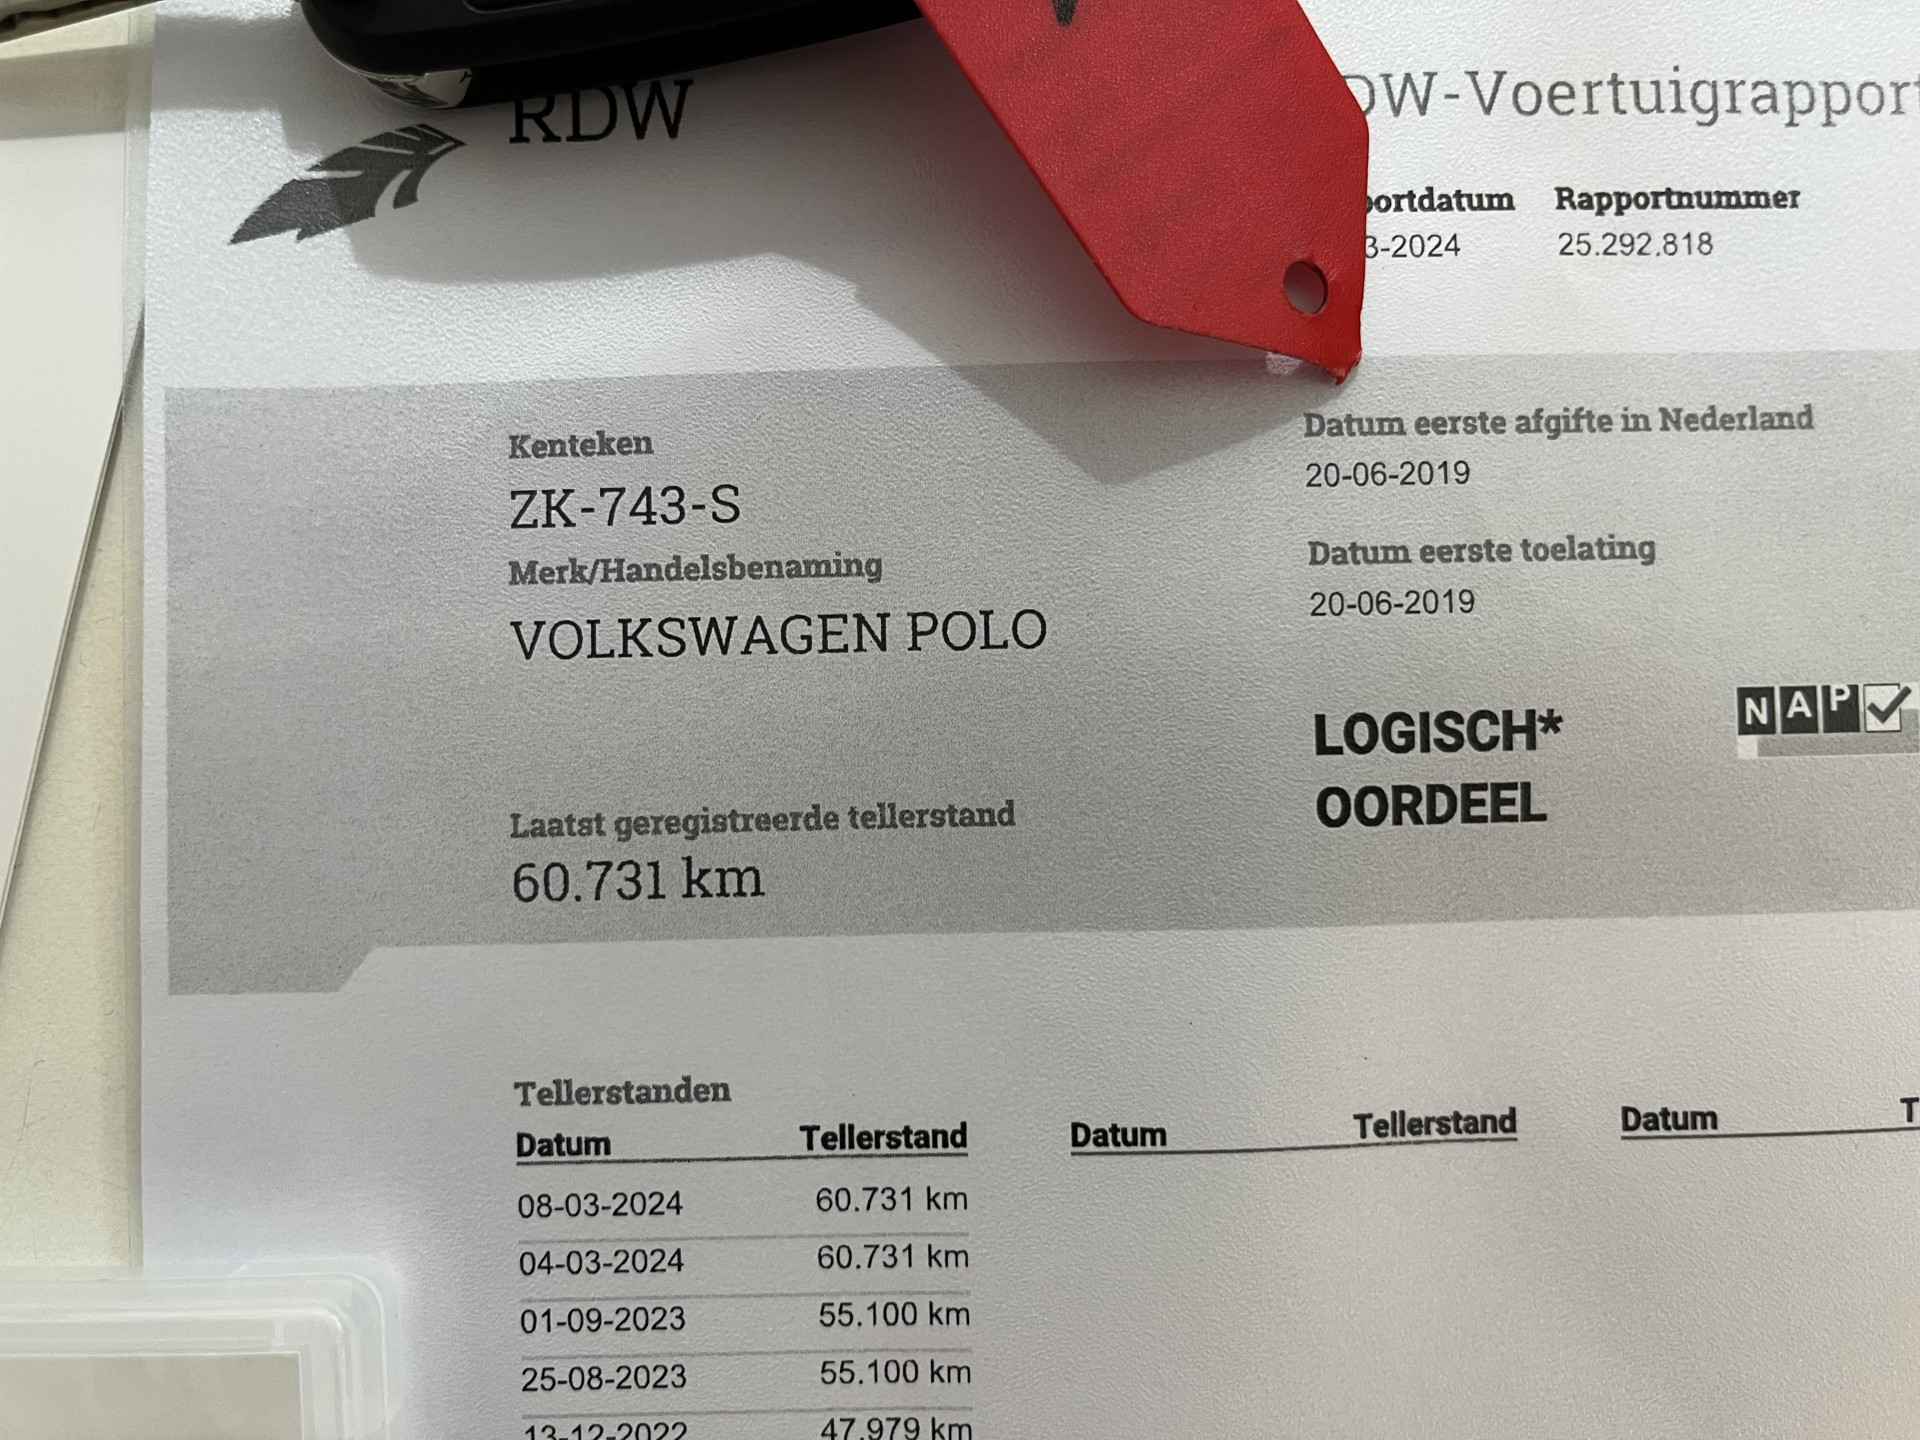 RDW
DW-Voertuigrapport
portdatum Rapportnummer
3-2024 25.292.818
Kenteken
ZK-743-S
Merk/Handelsbenaming
VOLKSWAGEN POLO
Laatst geregistreerde tellerstand
60.731 km
Datum eerste afgifte in Nederland
20-06-2019
Datum eerste toelating
20-06-2019
LOGISCH*
OORDEEL
NAP
Tellerstanden
Datum Tellerstand Datum Tellerstand Datum T
08-03-2024 60.731 km
04-03-2024 60.731 km
01-09-2023 55.100 km
25-08-2023 55.100 km
13-12-2022 47.979 km